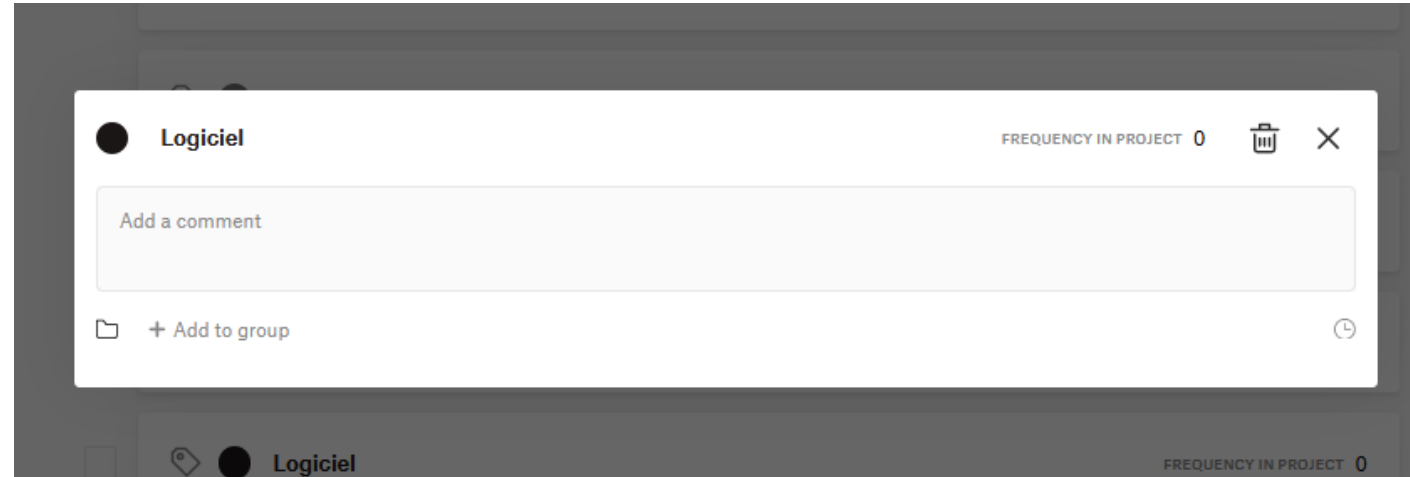 Logiciel FREQUENCY IN PROJECT 0
Add a comment
+ Add to group
Logiciel FREQUENCY IN PROJECT 0